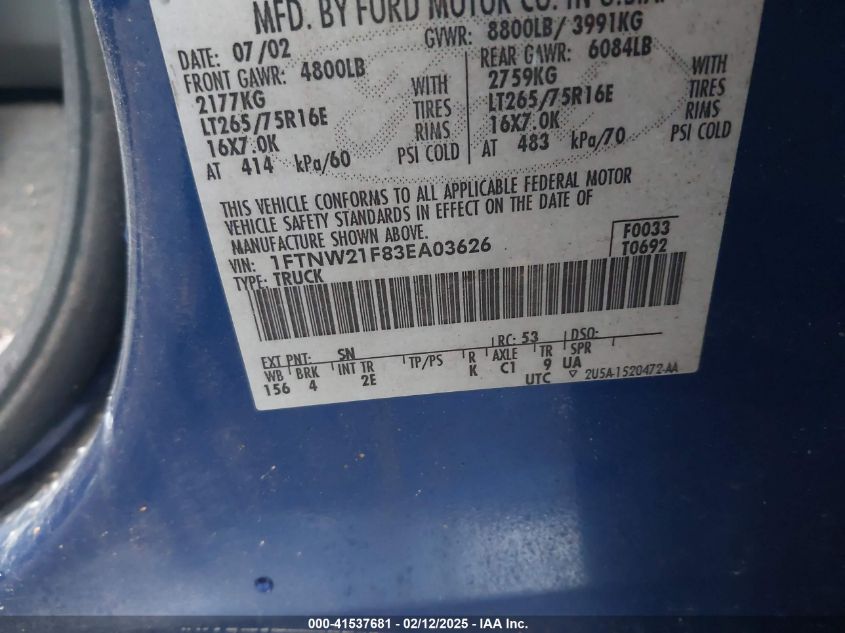 MFD. BY FORD MOTOR CO. IN U.S.A.
DATE: 07/02 GVWR: 8800LB/ 3991KG
FRONT GAWR: 4800LB REAR GAWR: 6084LB
2177KG WITH 2759KG WITH
LT265/75R16E TIRES LT265/75R16E TIRES
16X7.0K RIMS 16X7.0K RIMS
AT 414 kPa/60 PSI COLD AT 483 kPa/70 PSI COLD
THIS VEHICLE CONFORMS TO ALL APPLICABLE FEDERAL MOTOR
VEHICLE SAFETY STANDARDS IN EFFECT ON THE DATE OF
MANUFACTURE SHOWN ABOVE.
VIN: 1FTNW21F83EA03626 F0033
TYPE: TRUCK T0692
EXT PNT: SN RC: 53 DSO:
WB BRK INT TR TP/PS R AXLE TR SPR
156 4 2E K C1 9 UA
UTC ▽ 2U5A-1520472-AA
000-41537681 - 02/12/2025 - IAA Inc.